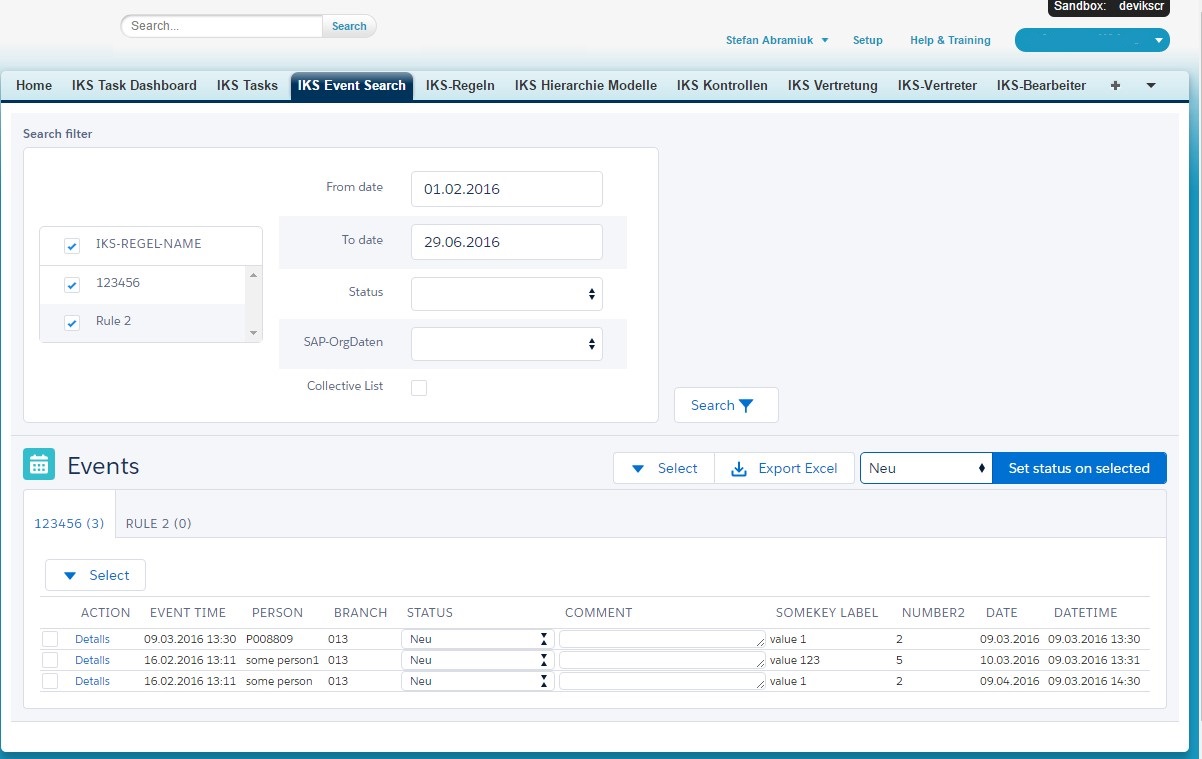 Sandbox: devikscr
Search... Search
Stefan Abramiuk Setup Help & Training
Home IKS Task Dashboard IKS Tasks IKS Event Search IKS-Regeln IKS Hierarchie Modelle IKS Kontrollen IKS Vertretung IKS-Vertreter IKS-Bearbeiter +
Search filter
IKS-REGEL-NAME
123456
Rule 2
From date 01.02.2016
To date 29.06.2016
Status
SAP-OrgDaten
Collective List
Search
Events Select Export Excel Neu Set status on selected
123456 (3) RULE 2 (0)
Select
ACTION EVENT TIME PERSON BRANCH STATUS COMMENT SOMEKEY LABEL NUMBER2 DATE DATETIME
Details 09.03.2016 13:30 P008809 013 Neu value 1 2 09.03.2016 09.03.2016 13:30
Details 16.02.2016 13:11 some person1 013 Neu value 123 5 10.03.2016 09.03.2016 13:31
Details 16.02.2016 13:11 some person 013 Neu value 1 2 09.04.2016 09.03.2016 14:30